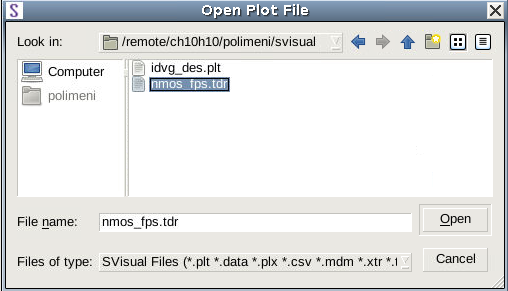 S Open Plot File
Look in: /remote/ch10h10/polimeni/svisual
Computer
polimeni
idvg_des.plt
nmos_fps.tdr
File name: nmos_fps.tdr Open
Files of type: SVisual Files (*.plt *.data *.plx *.csv *.mdm *.xtr *.t Cancel